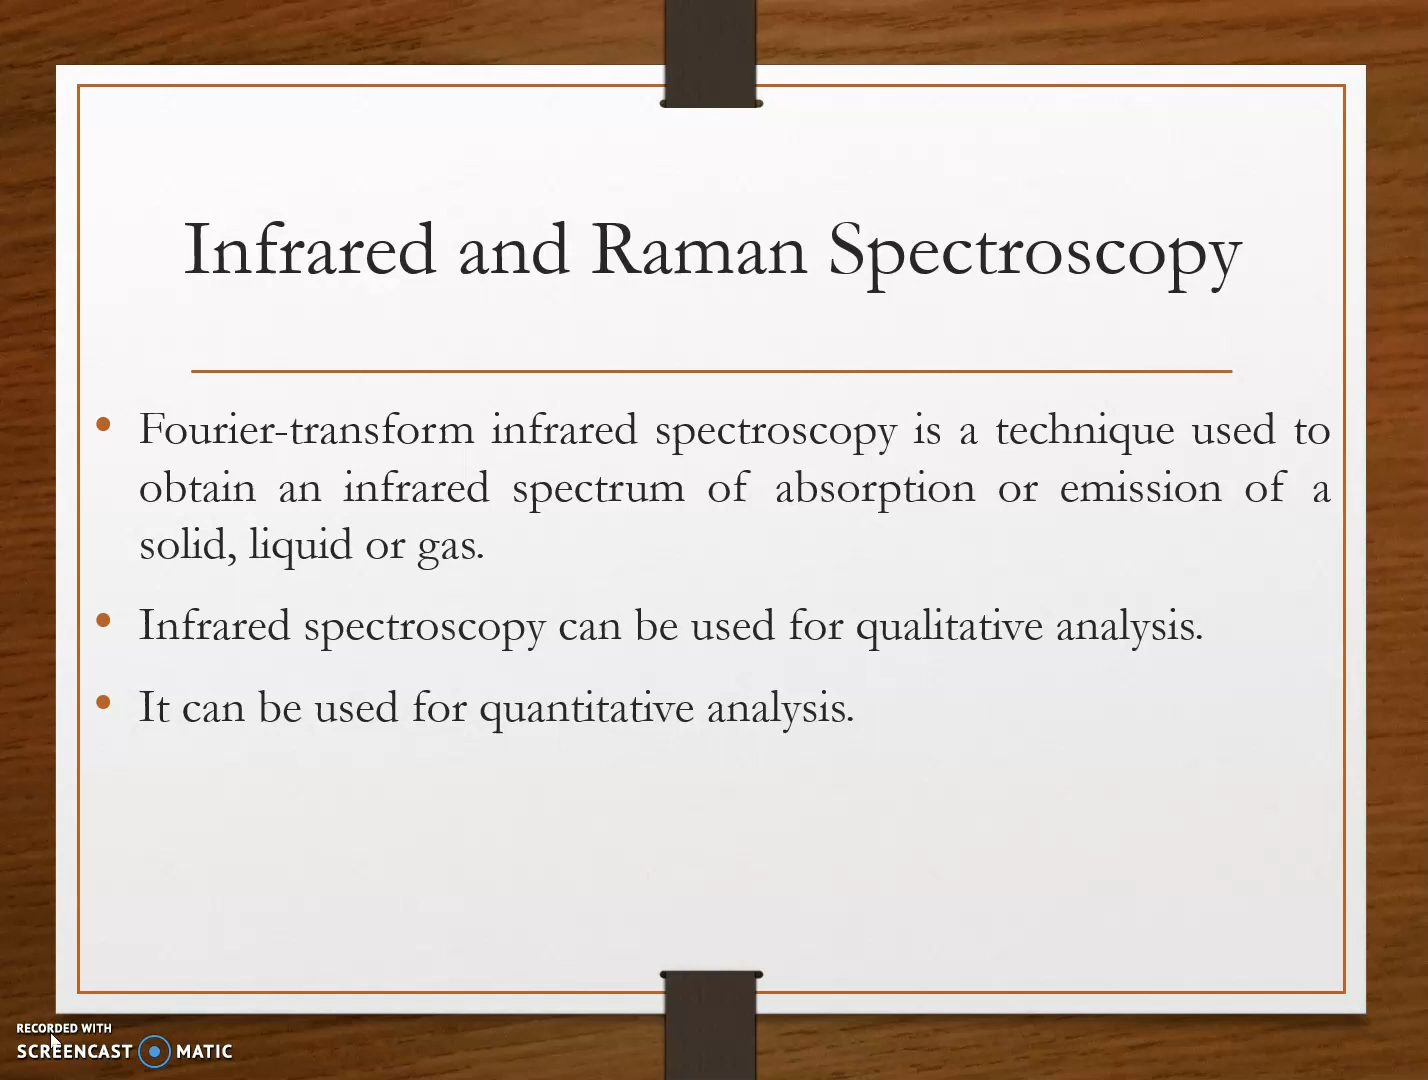 Infrared and Raman Spectroscopy
• Fourier-transform infrared spectroscopy is a technique used to
obtain an infrared spectrum of absorption or emission of a
solid, liquid or gas.
• Infrared spectroscopy can be used for qualitative analysis.
• It can be used for quantitative analysis.
RECORDED WITH
SCREENCAST MATIC